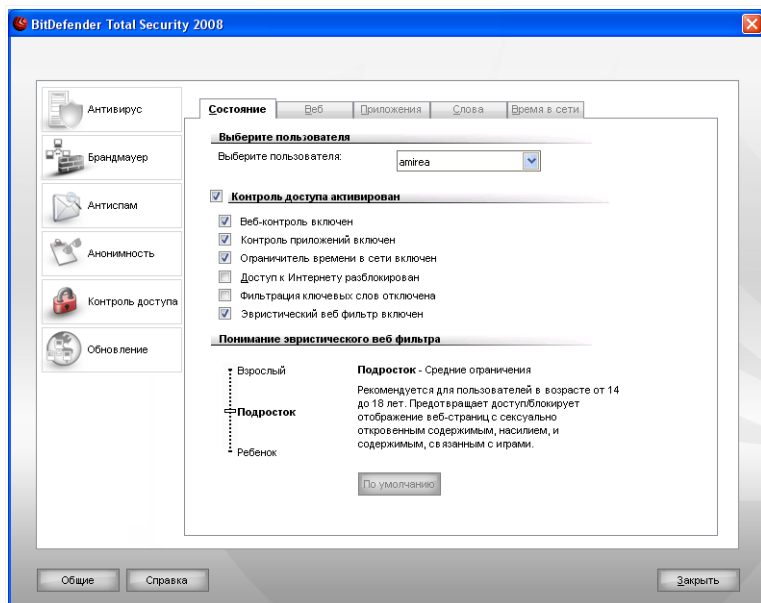 BitDefender Total Security 2008
Антивирус
Брандмауер
Антиспам
Анонимность
Контроль доступа
Обновление
Состояние Веб Приложения Слова Время в сети
Выберите пользователя
Выберите пользователя: amirea
Контроль доступа активирован
Веб-контроль включен
Контроль приложений включен
Ограничитель времени в сети включен
Доступ к Интернету разблокирован
Фильтрация ключевых слов отключена
Эвристический веб фильтр включен
Понимание эвристического веб фильтра
Взрослый
Подросток
Ребенок
Подросток - Средние ограничения
Рекомендуется для пользователей в возрасте от 14
до 18 лет. Предотвращает доступ/блокирует
отображение веб-страниц с сексуально
откровенным содержимым, насилием, и
содержимым, связанным с играми.
По умолчанию
Общие Справка Закрыть